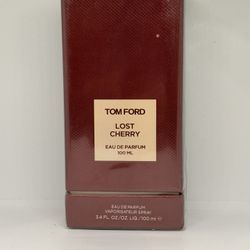 TOM FORD
LOST
CHERRY
EAU DE PARFUM
100 ML
EAU DE PARFUM
VAPORISATEUR SPRAY
3.4 FL. OZ./OZ. LIQ./100 ml ℮